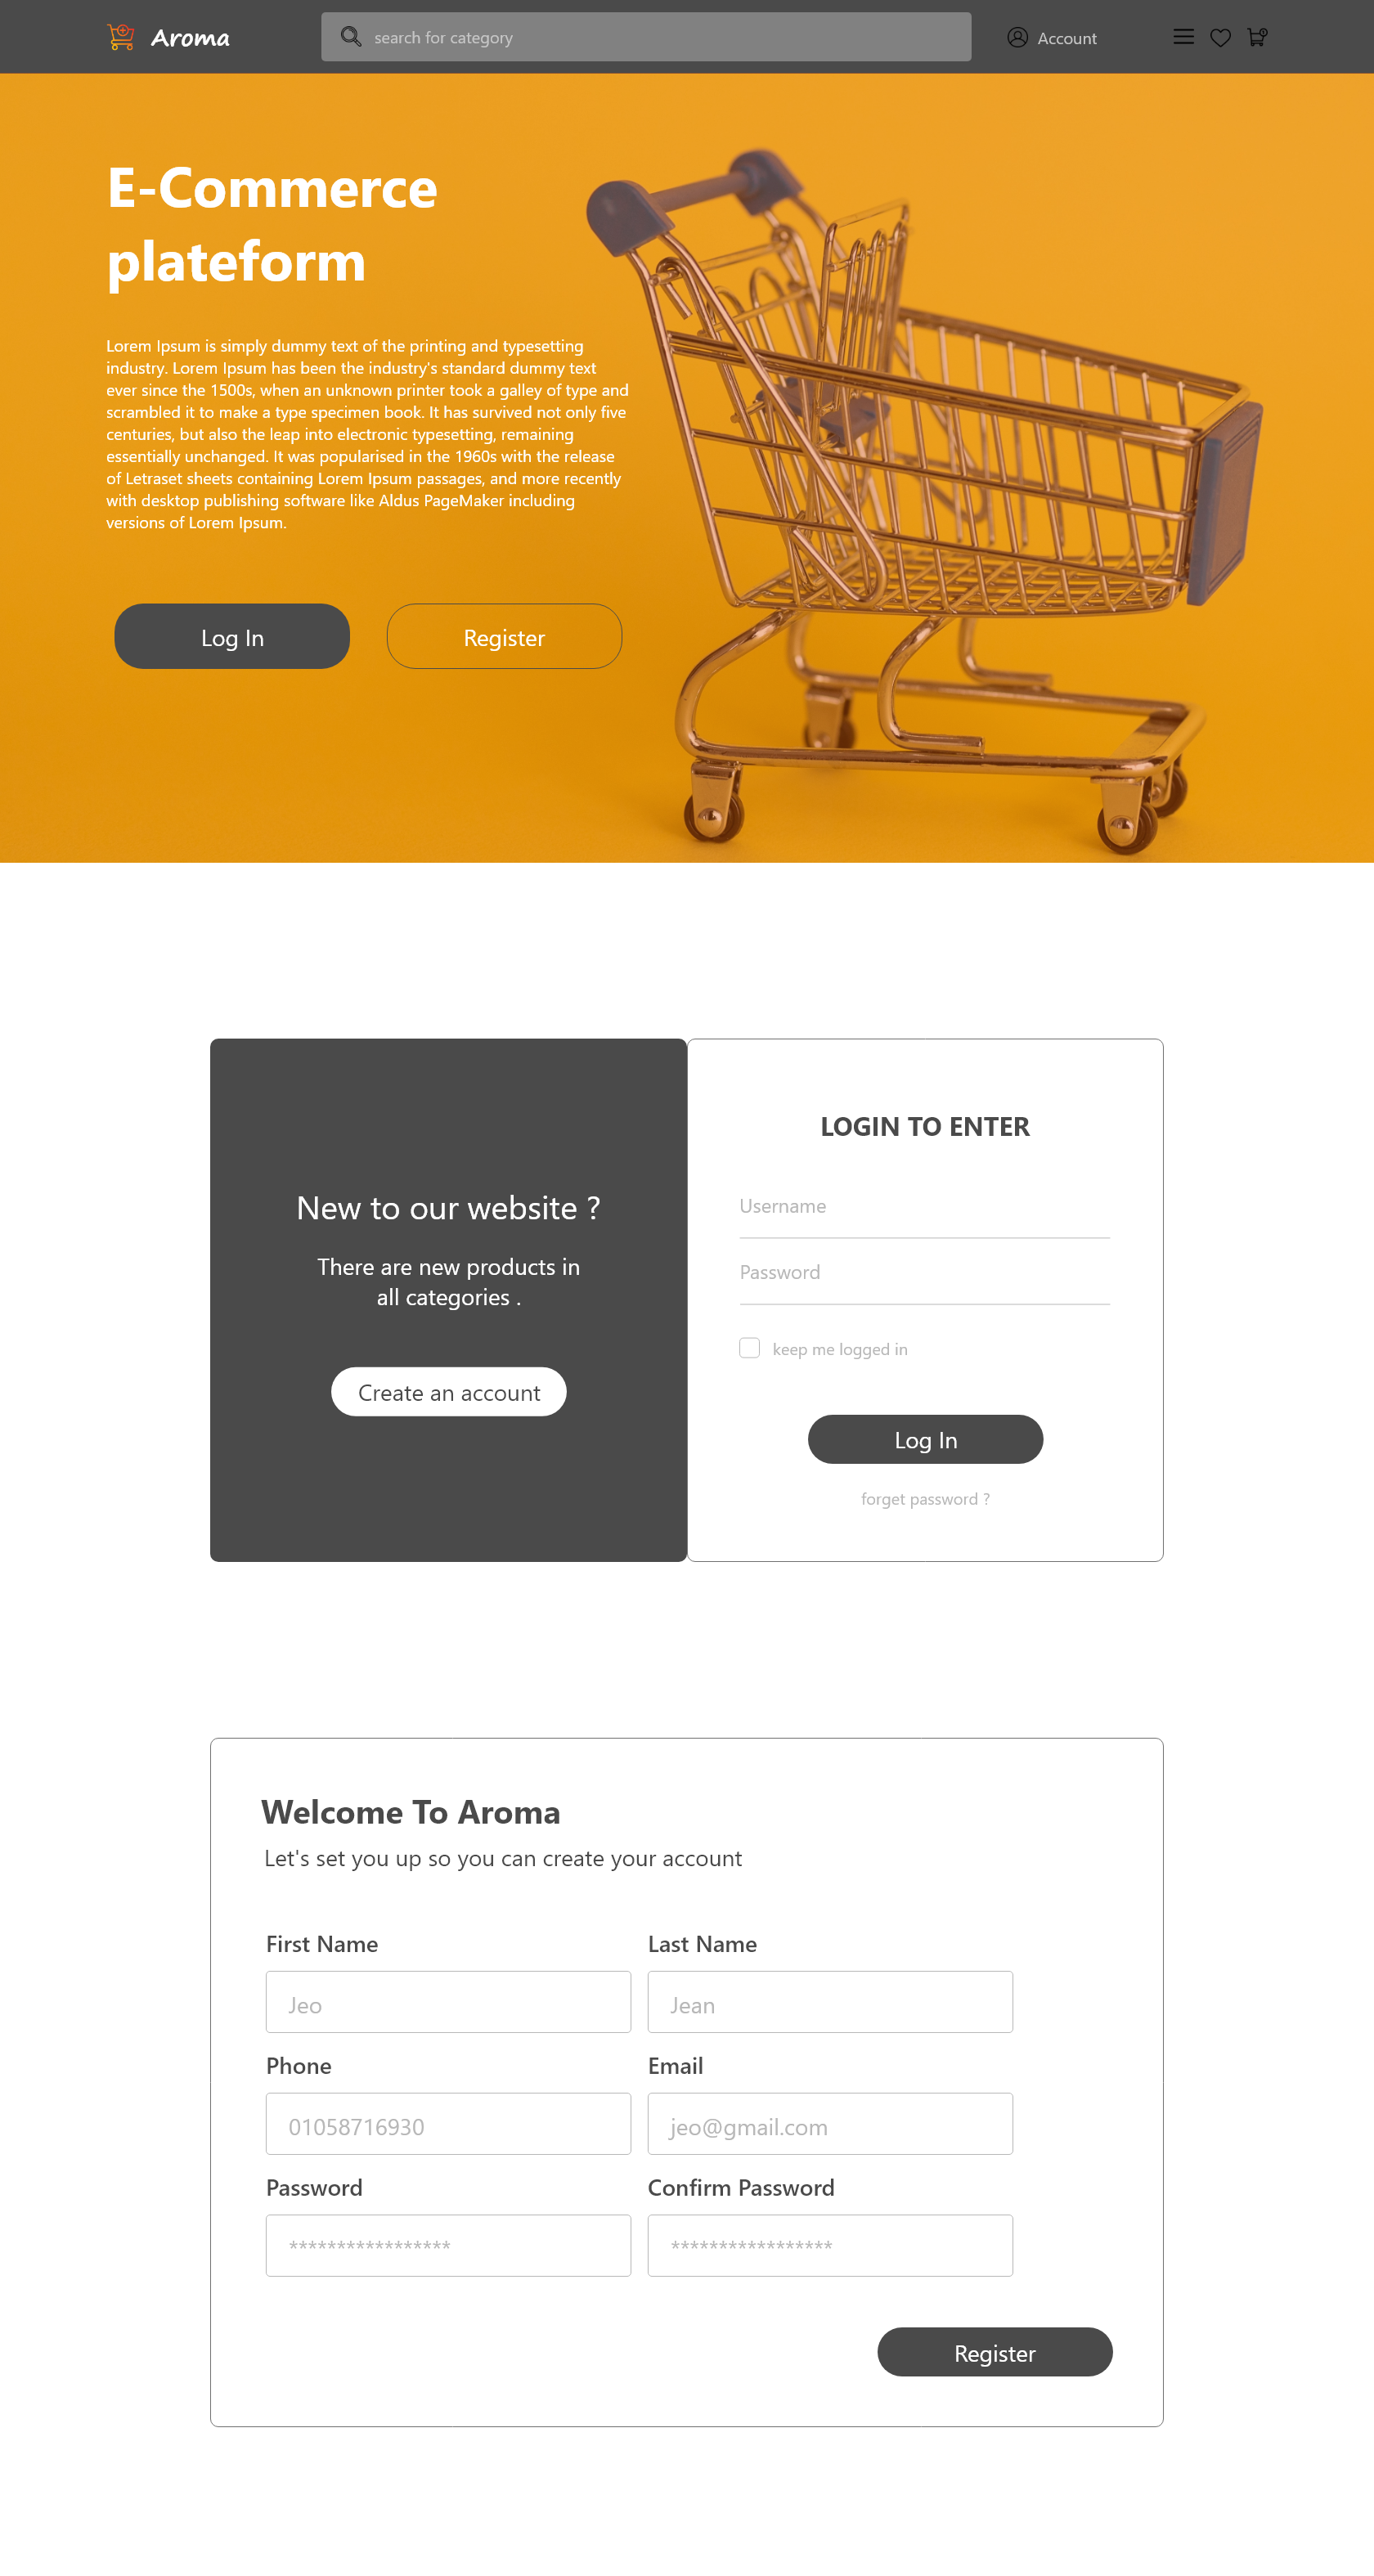 Aroma
search for category
Account
E-Commerce
plateform
Lorem Ipsum is simply dummy text of the printing and typesetting
industry. Lorem Ipsum has been the industry's standard dummy text
ever since the 1500s, when an unknown printer took a galley of type and
scrambled it to make a type specimen book. It has survived not only five
centuries, but also the leap into electronic typesetting, remaining
essentially unchanged. It was popularised in the 1960s with the release
of Letraset sheets containing Lorem Ipsum passages, and more recently
with desktop publishing software like Aldus PageMaker including
versions of Lorem Ipsum.
Log In
Register
New to our website ?
There are new products in
all categories .
Create an account
LOGIN TO ENTER
Username
Password
keep me logged in
Log In
forget password ?
Welcome To Aroma
Let's set you up so you can create your account
First Name
Last Name
Jeo
Jean
Phone
Email
01058716930
jeo@gmail.com
Password
Confirm Password
*****************
*****************
Register